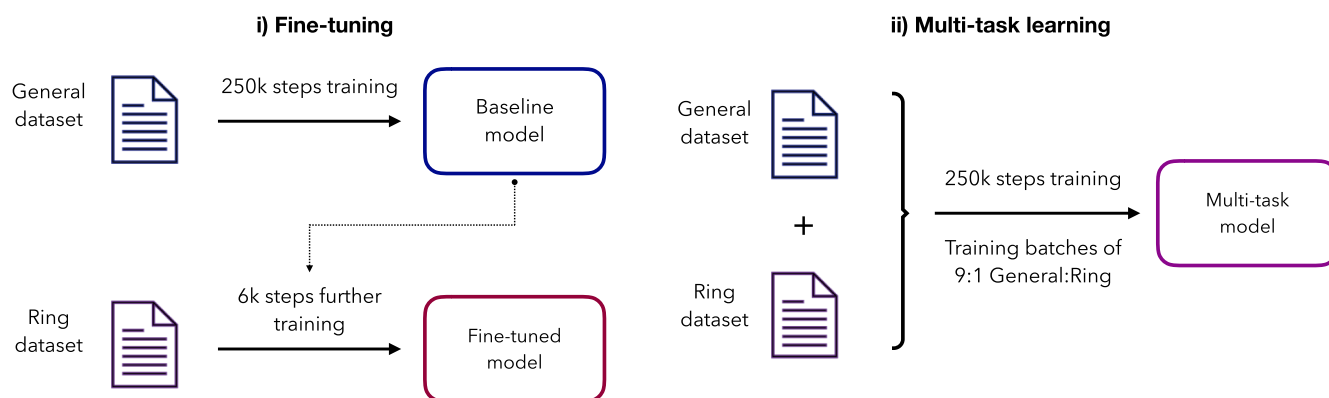 i) Fine-tuning
General
dataset
250k steps training
Baseline
model
6k steps further
training
Ring
dataset
Fine-tuned
model
ii) Multi-task learning
General
dataset
+
Ring
dataset
250k steps training
Training batches of
9:1 General:Ring
Multi-task
model